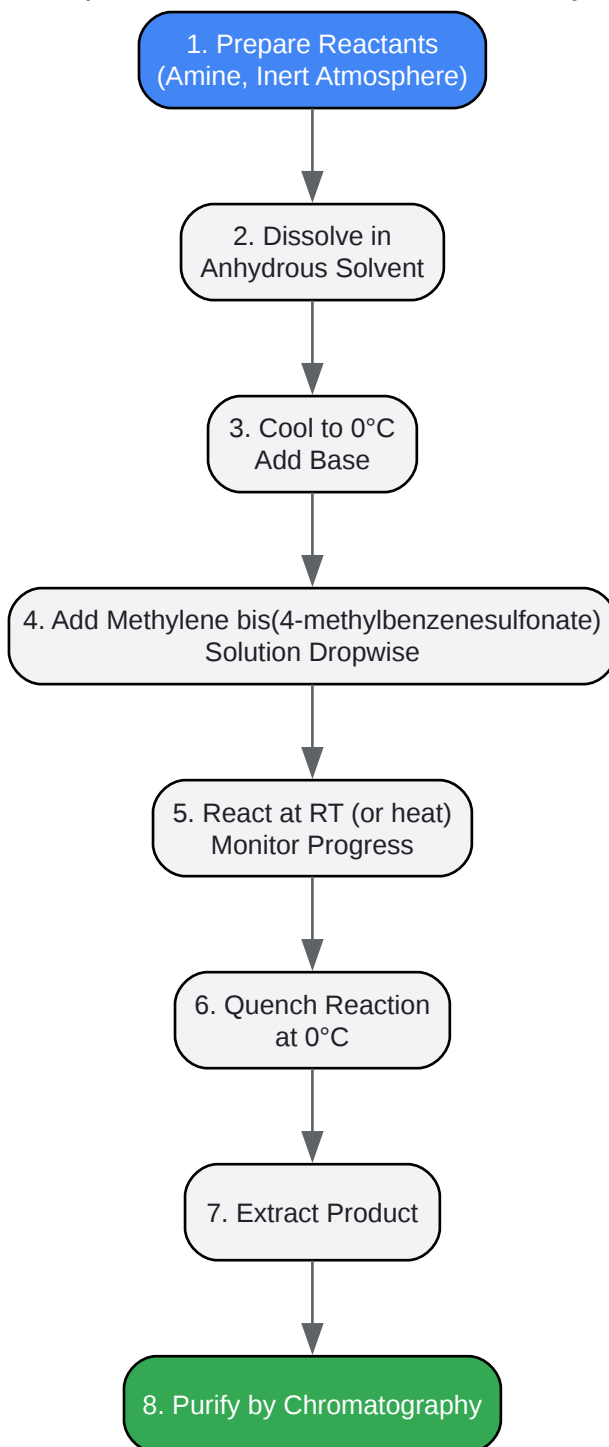 1. Prepare Reactants
(Amine, Inert Atmosphere)
2. Dissolve in
Anhydrous Solvent
3. Cool to 0°C
Add Base
4. Add Methylene bis(4-methylbenzenesulfonate)
Solution Dropwise
5. React at RT (or heat)
Monitor Progress
6. Quench Reaction
at 0°C
7. Extract Product
8. Purify by Chromatography